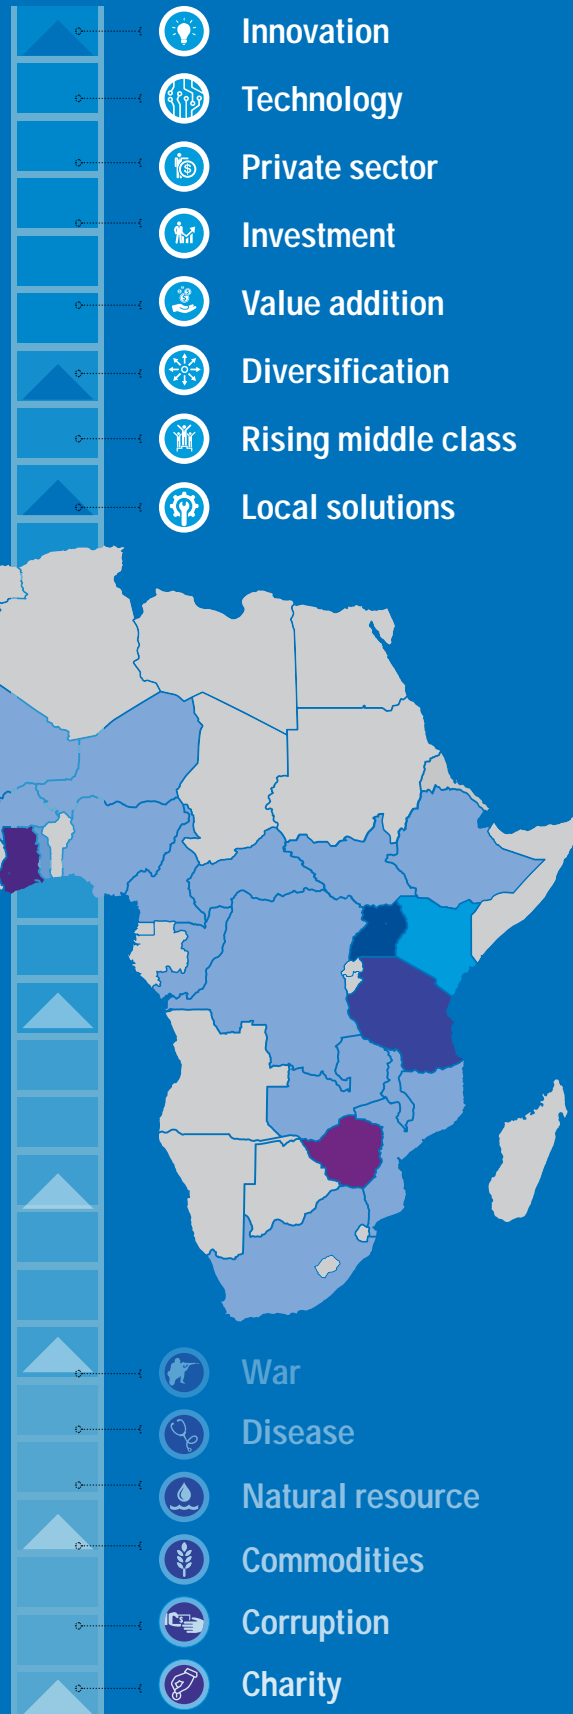 Innovation
Technology
Private sector
Investment
Value addition
Diversification
Rising middle class
Local solutions
War
Disease
Natural resource
Commodities
Corruption
Charity